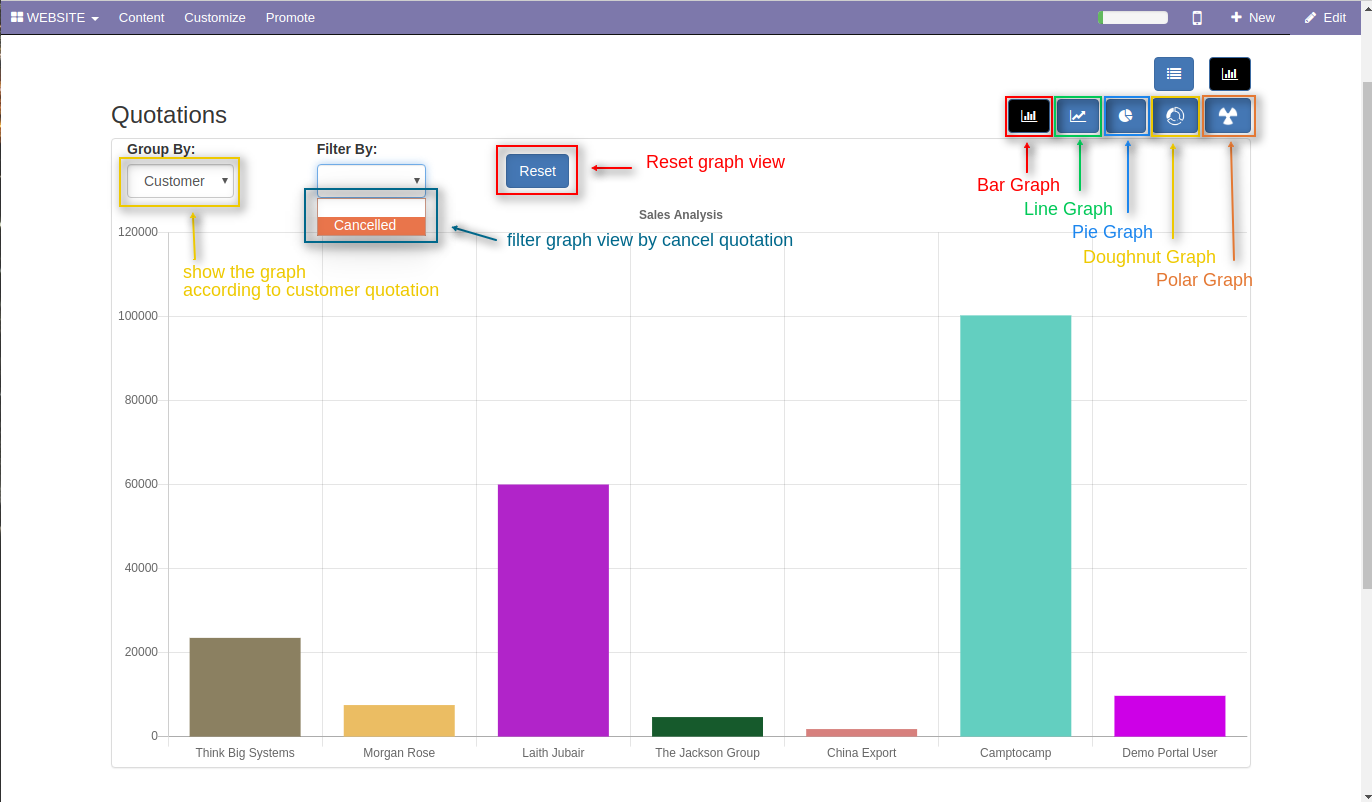 WEBSITE Content Customize Promote New Edit
Quotations
Group By: Filter By:
Customer Reset Reset graph view
Bar Graph
Line Graph
Sales Analysis
Cancelled
Pie Graph
filter graph view by cancel quotation
Doughnut Graph
Polar Graph
show the graph
according to customer quotation
120000
100000
80000
60000
40000
20000
0
Think Big Systems Morgan Rose Laith Jubair The Jackson Group China Export Camptocamp Demo Portal User